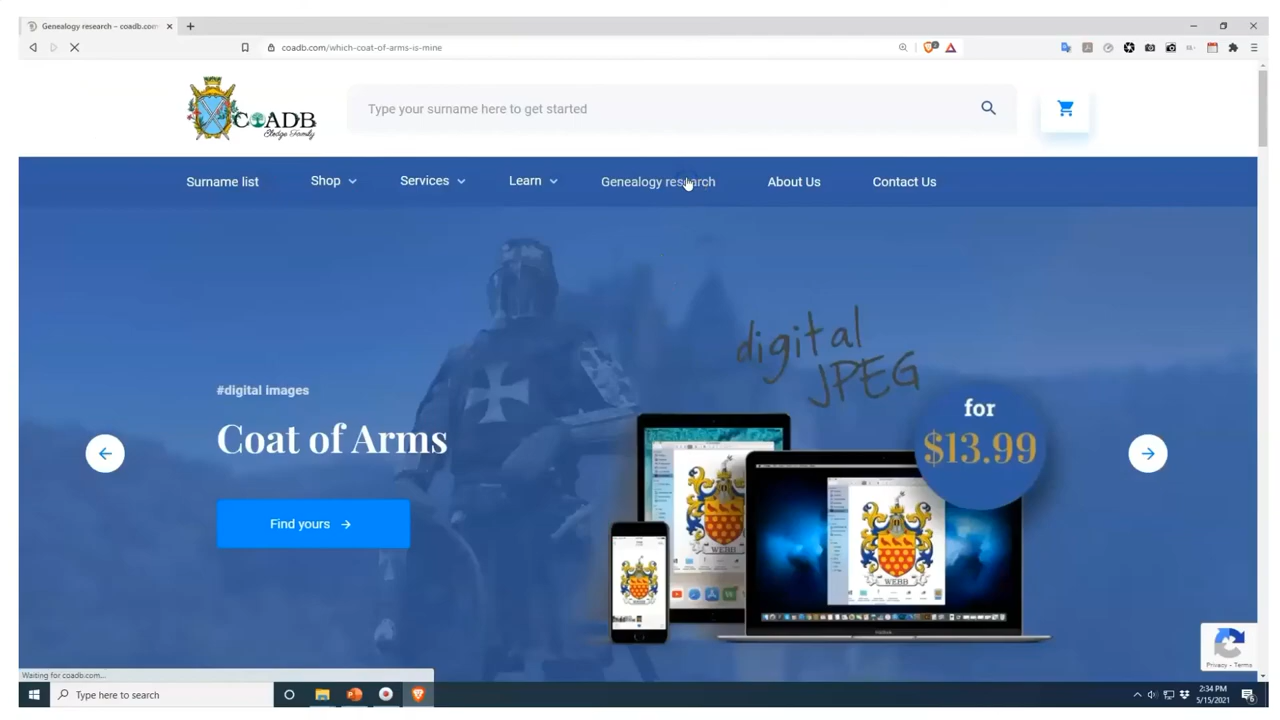 Genealogy research – coadb.com
coadb.com/which-coat-of-arms-is-mine
COADB
Sledge Family
Type your surname here to get started
Surname list
Shop
Services
Learn
Genealogy research
About Us
Contact Us
digital
JPEG
#digital images
for
Coat of Arms
$13.99
Find yours
WEBB
WEBB
WEBB
Privacy - Terms
Waiting for coadb.com...
Type here to search
2:34 PM
5/15/2021